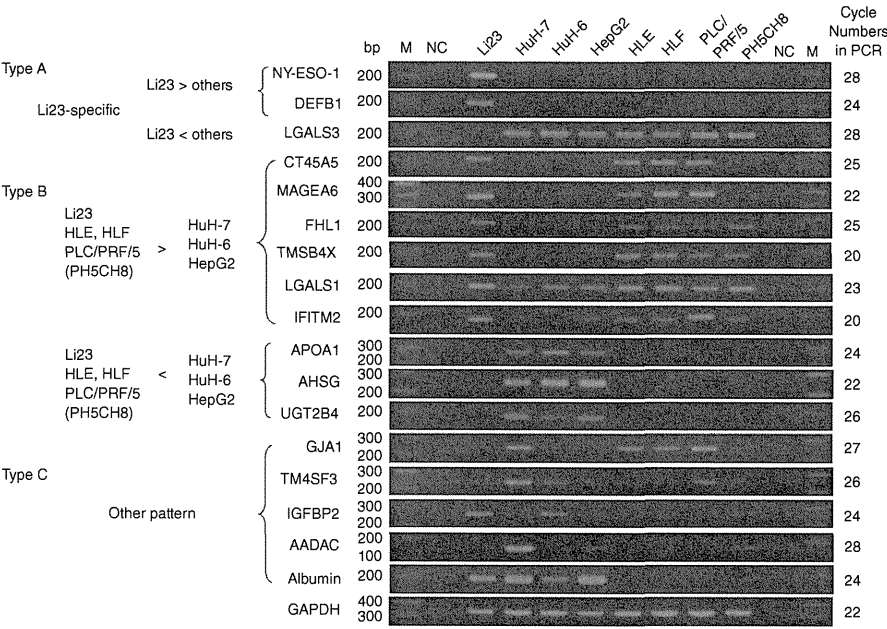 Cycle
Numbers
in PCR
bp M NC Li23 HuH-7 HuH-6 HepG2 HLE HLF PLC/ PRF/5 PH5CH8 NC M
Type A
Li23-specific
Li23 > others
NY-ESO-1 200 28
DEFB1 200 24
Li23 < others LGALS3 200 28
Type B
Li23
HLE, HLF
PLC/PRF/5
(PH5CH8)
>
HuH-7
HuH-6
HepG2
CT45A5 200 25
MAGEA6 400 300 22
FHL1 200 25
TMSB4X 200 20
LGALS1 200 23
IFITM2 200 20
Li23
HLE, HLF
PLC/PRF/5
(PH5CH8)
<
HuH-7
HuH-6
HepG2
APOA1 300 200 24
AHSG 300 200 22
UGT2B4 200 26
Type C
Other pattern
GJA1 300 200 27
TM4SF3 300 200 26
IGFBP2 300 200 24
AADAC 200 100 28
Albumin 200 24
GAPDH 400 300 22